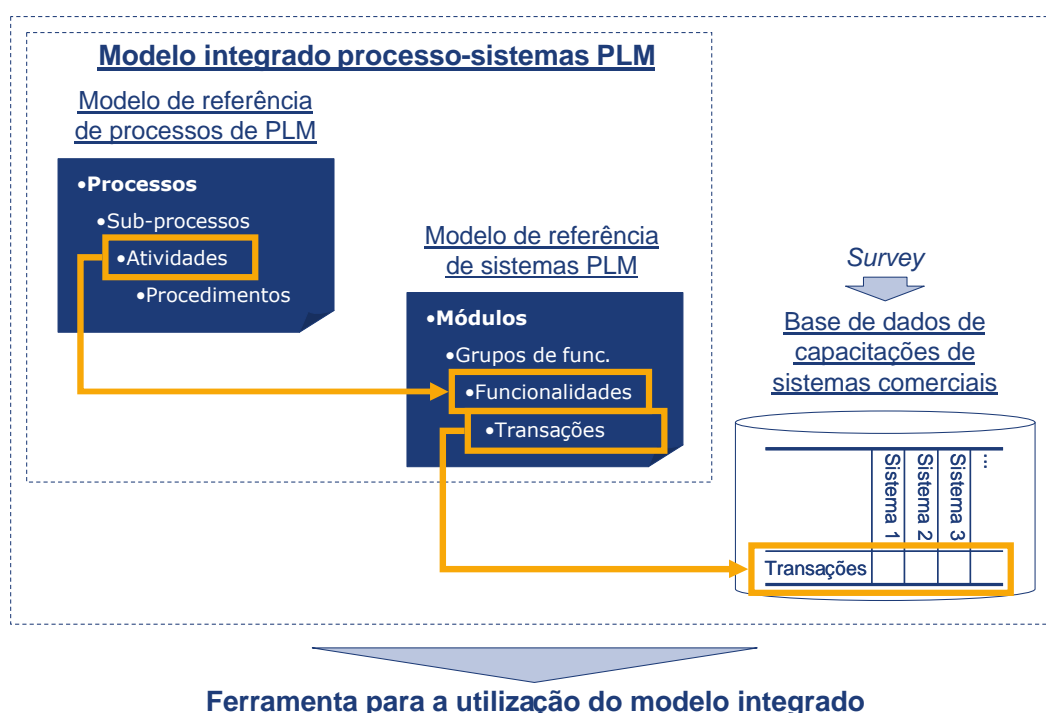 Modelo integrado processo-sistemas PLM
Modelo de referência
de processos de PLM
•Processos
•Sub-processos
•Atividades
•Procedimentos
Modelo de referência
de sistemas PLM
•Módulos
•Grupos de func.
•Funcionalidades
•Transações
Survey
Base de dados de
capacitações de
sistemas comerciais
Sistema 1
Sistema 2
Sistema 3
...
Transações
Ferramenta para a utilização do modelo integrado